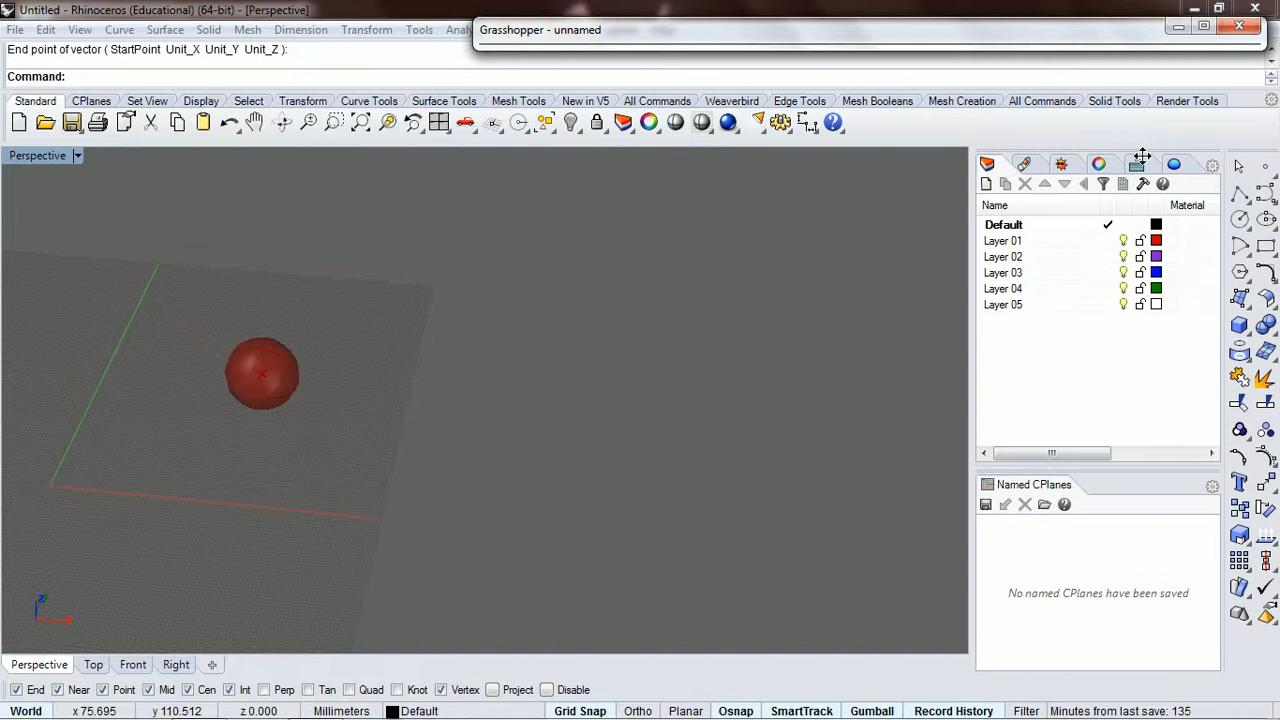 Untitled - Rhinoceros (Educational) (64-bit) - [Perspective]
File Edit View Curve Surface Solid Mesh Dimension Transform Tools
Grasshopper - unnamed
End point of vector ( StartPoint Unit_X Unit_Y Unit_Z ):
Command:
Standard CPlanes Set View Display Select Transform Curve Tools Surface Tools Mesh Tools New in V5 All Commands Weaverbird Edge Tools Mesh Booleans Mesh Creation All Commands Solid Tools Render Tools
Perspective
Name Material
Default
Layer 01
Layer 02
Layer 03
Layer 04
Layer 05
Named CPlanes
No named CPlanes have been saved
z
x
Perspective Top Front Right
End Near Point Mid Cen Int Perp Tan Quad Knot Vertex Project Disable
World x 75.695 y 110.512 z 0.000 Millimeters Default Grid Snap Ortho Planar Osnap SmartTrack Gumball Record History Filter Minutes from last save: 135